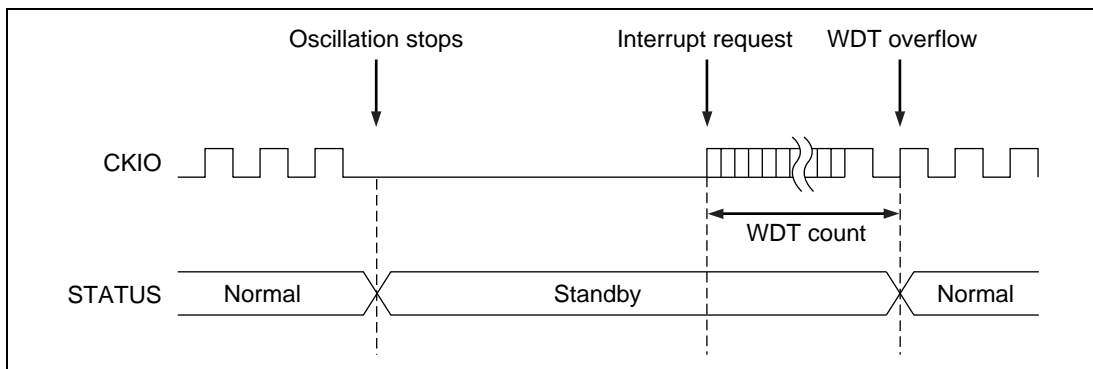 Oscillation stops Interrupt request WDT overflow
CKIO
WDT count
STATUS Normal Standby Normal